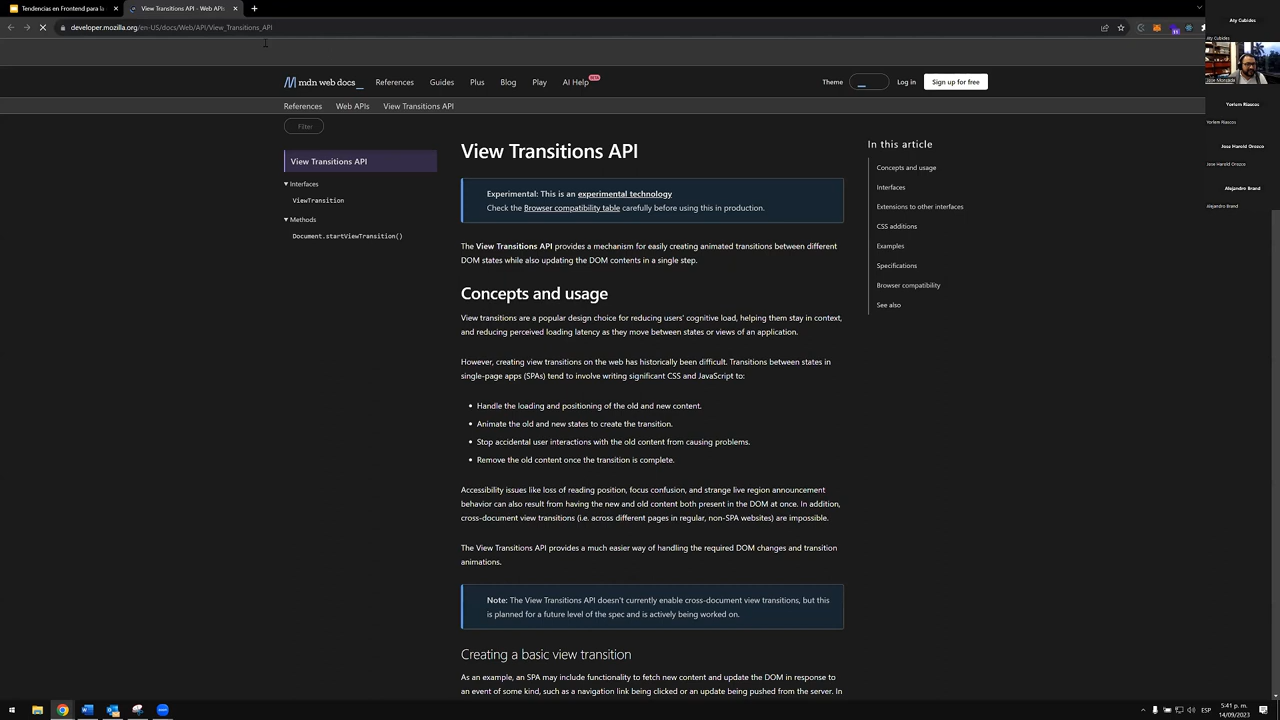 Tendencias en Frontend para la
View Transitions API - Web APIs
developer.mozilla.org/en-US/docs/Web/API/View_Transitions_API
mdn web docs_
References
Guides
Plus
Blog
Play
AI Help
BETA
Theme
Log in
Sign up for free
References
Web APIs
View Transitions API
Filter
View Transitions API
Interfaces
ViewTransition
Methods
Document.startViewTransition()
View Transitions API
Experimental: This is an experimental technology
Check the Browser compatibility table carefully before using this in production.
The View Transitions API provides a mechanism for easily creating animated transitions between different
DOM states while also updating the DOM contents in a single step.
Concepts and usage
View transitions are a popular design choice for reducing users' cognitive load, helping them stay in context,
and reducing perceived loading latency as they move between states or views of an application.
However, creating view transitions on the web has historically been difficult. Transitions between states in
single-page apps (SPAs) tend to involve writing significant CSS and JavaScript to:
• Handle the loading and positioning of the old and new content.
• Animate the old and new states to create the transition.
• Stop accidental user interactions with the old content from causing problems.
• Remove the old content once the transition is complete.
Accessibility issues like loss of reading position, focus confusion, and strange live region announcement
behavior can also result from having the new and old content both present in the DOM at once. In addition,
cross-document view transitions (i.e. across different pages in regular, non-SPA websites) are impossible.
The View Transitions API provides a much easier way of handling the required DOM changes and transition
animations.
Note: The View Transitions API doesn't currently enable cross-document view transitions, but this
is planned for a future level of the spec and is actively being worked on.
Creating a basic view transition
As an example, an SPA may include functionality to fetch new content and update the DOM in response to
an event of some kind, such as a navigation link being clicked or an update being pushed from the server. In
In this article
Concepts and usage
Interfaces
Extensions to other interfaces
CSS additions
Examples
Specifications
Browser compatibility
See also
Aty Cubides
Aty Cubides
Jose Moncada
Yoriem Riascos
Yoriem Riascos
Jose Harold Orosco
Jose Harold Orosco
Alejandro Brand
Alejandro Brand
ESP
5:41 p. m.
14/09/2023